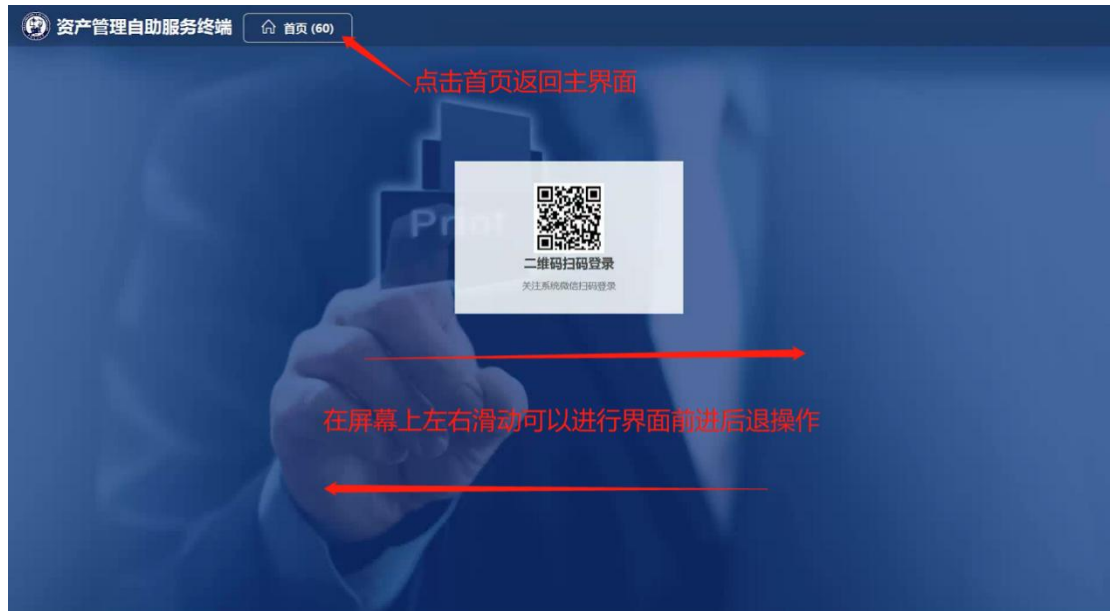 资产管理自助服务终端 首页 (60)
点击首页返回主界面
Print
二维码扫码登录
关注系统微信扫码登录
在屏幕上左右滑动可以进行界面前进后退操作